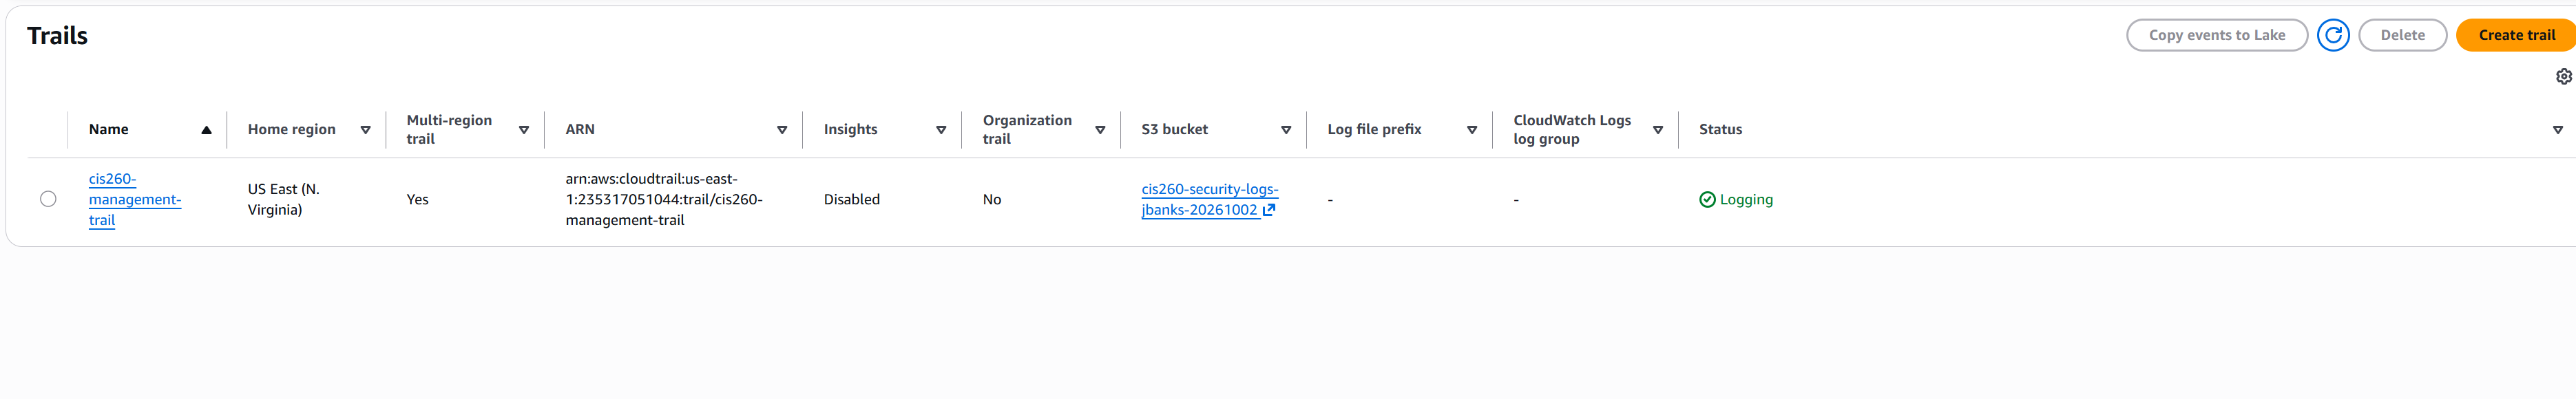 Trails
Copy events to Lake
Delete
Create trail
Name
Home region
Multi-region
trail
ARN
Insights
Organization
trail
S3 bucket
Log file prefix
CloudWatch Logs
log group
Status
cis260-
management-
trail
US East (N.
Virginia)
Yes
arn:aws:cloudtrail:us-east-
1:235317051044:trail/cis260-
management-trail
Disabled
No
cis260-security-logs-
jbanks-20261002
-
-
Logging